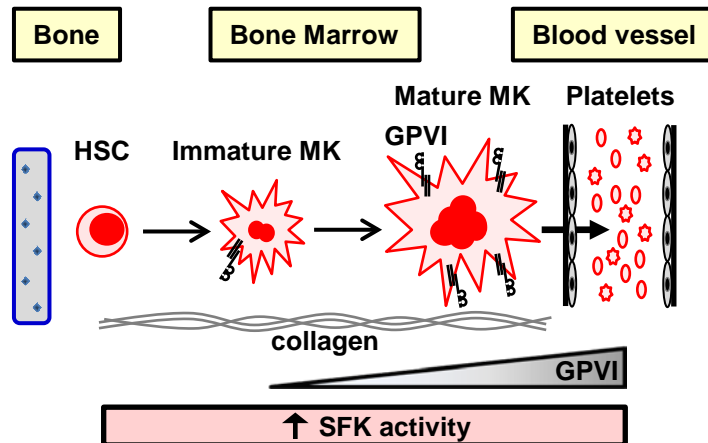 Bone
Bone Marrow
Blood vessel
Mature MK
Platelets
HSC
Immature MK
GPVI
collagen
GPVI
↑ SFK activity